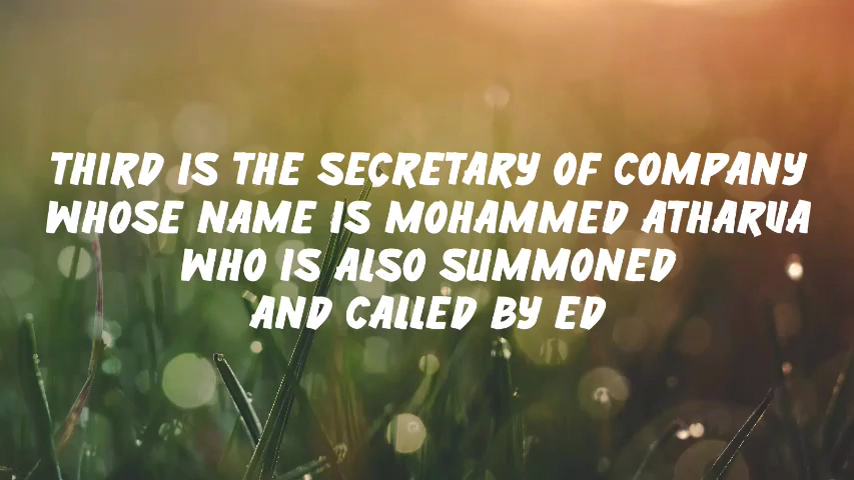 THIRD IS THE SECRETARY OF COMPANY
WHOSE NAME IS MOHAMMED ATHARVA
WHO IS ALSO SUMMONED
AND CALLED BY ED